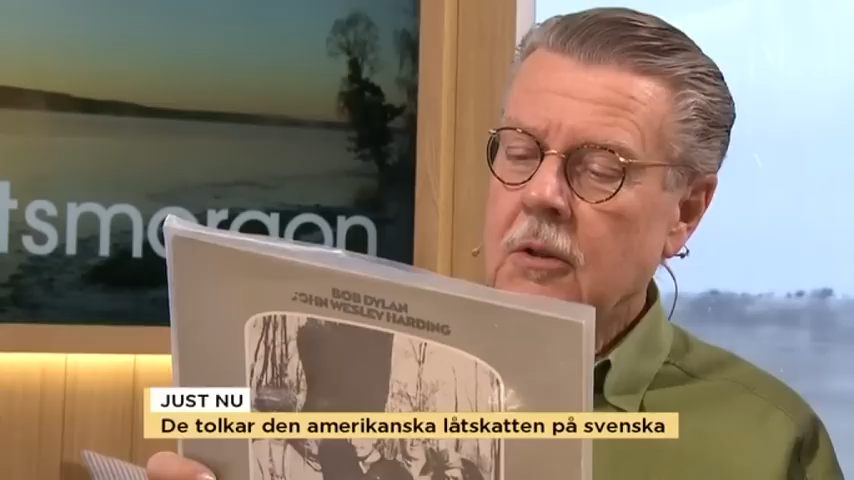 tsmorgon
BOB DYLAN
JOHN WESLEY HARDING
JUST NU
De tolkar den amerikanska låtskatten på svenska